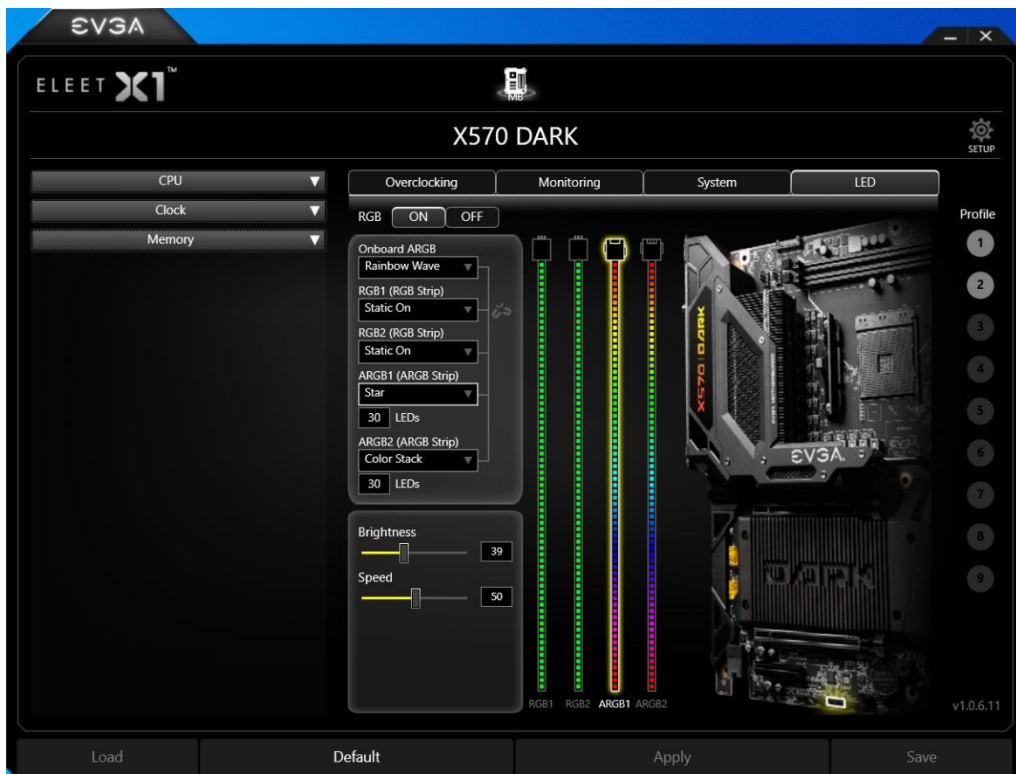 EVGA
ELEET X1™
MB
X570 DARK
SETUP
CPU
Clock
Memory
Overclocking Monitoring System LED
RGB ON OFF
Profile
Onboard ARGB
Rainbow Wave
RGB1 (RGB Strip)
Static On
RGB2 (RGB Strip)
Static On
ARGB1 (ARGB Strip)
Star
30 LEDs
ARGB2 (ARGB Strip)
Color Stack
30 LEDs
Brightness
39
Speed
50
RGB1 RGB2 ARGB1 ARGB2
X570 DARK
EVGA
DARK
1
2
3
4
5
6
7
8
9
v1.0.6.11
Load Default Apply Save